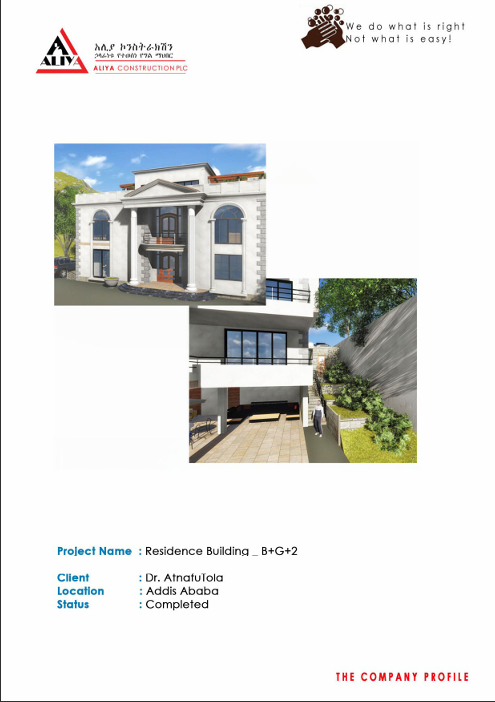 ALIYA
አሊያ ኮንስትራክሽን
ኃላፊነቱ የተወሰነ የግል ማህበር
ALIYA CONSTRUCTION PLC
We do what is right
Not what is easy!
Project Name : Residence Building _ B+G+2
Client : Dr. AtnafuTola
Location : Addis Ababa
Status : Completed
THE COMPANY PROFILE